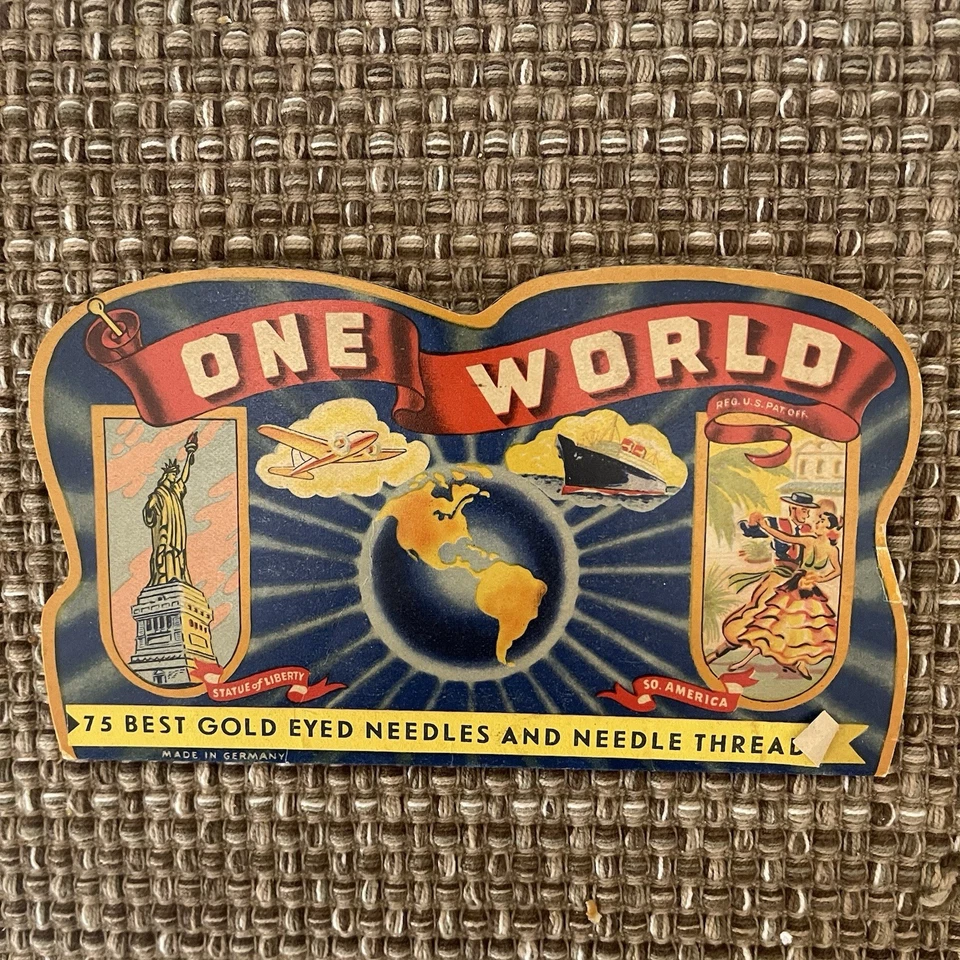 ONE WORLD
REG. U.S. PAT. OFF.
STATUE of LIBERTY
SO. AMERICA
75 BEST GOLD EYED NEEDLES AND NEEDLE THREAD
MADE IN GERMANY